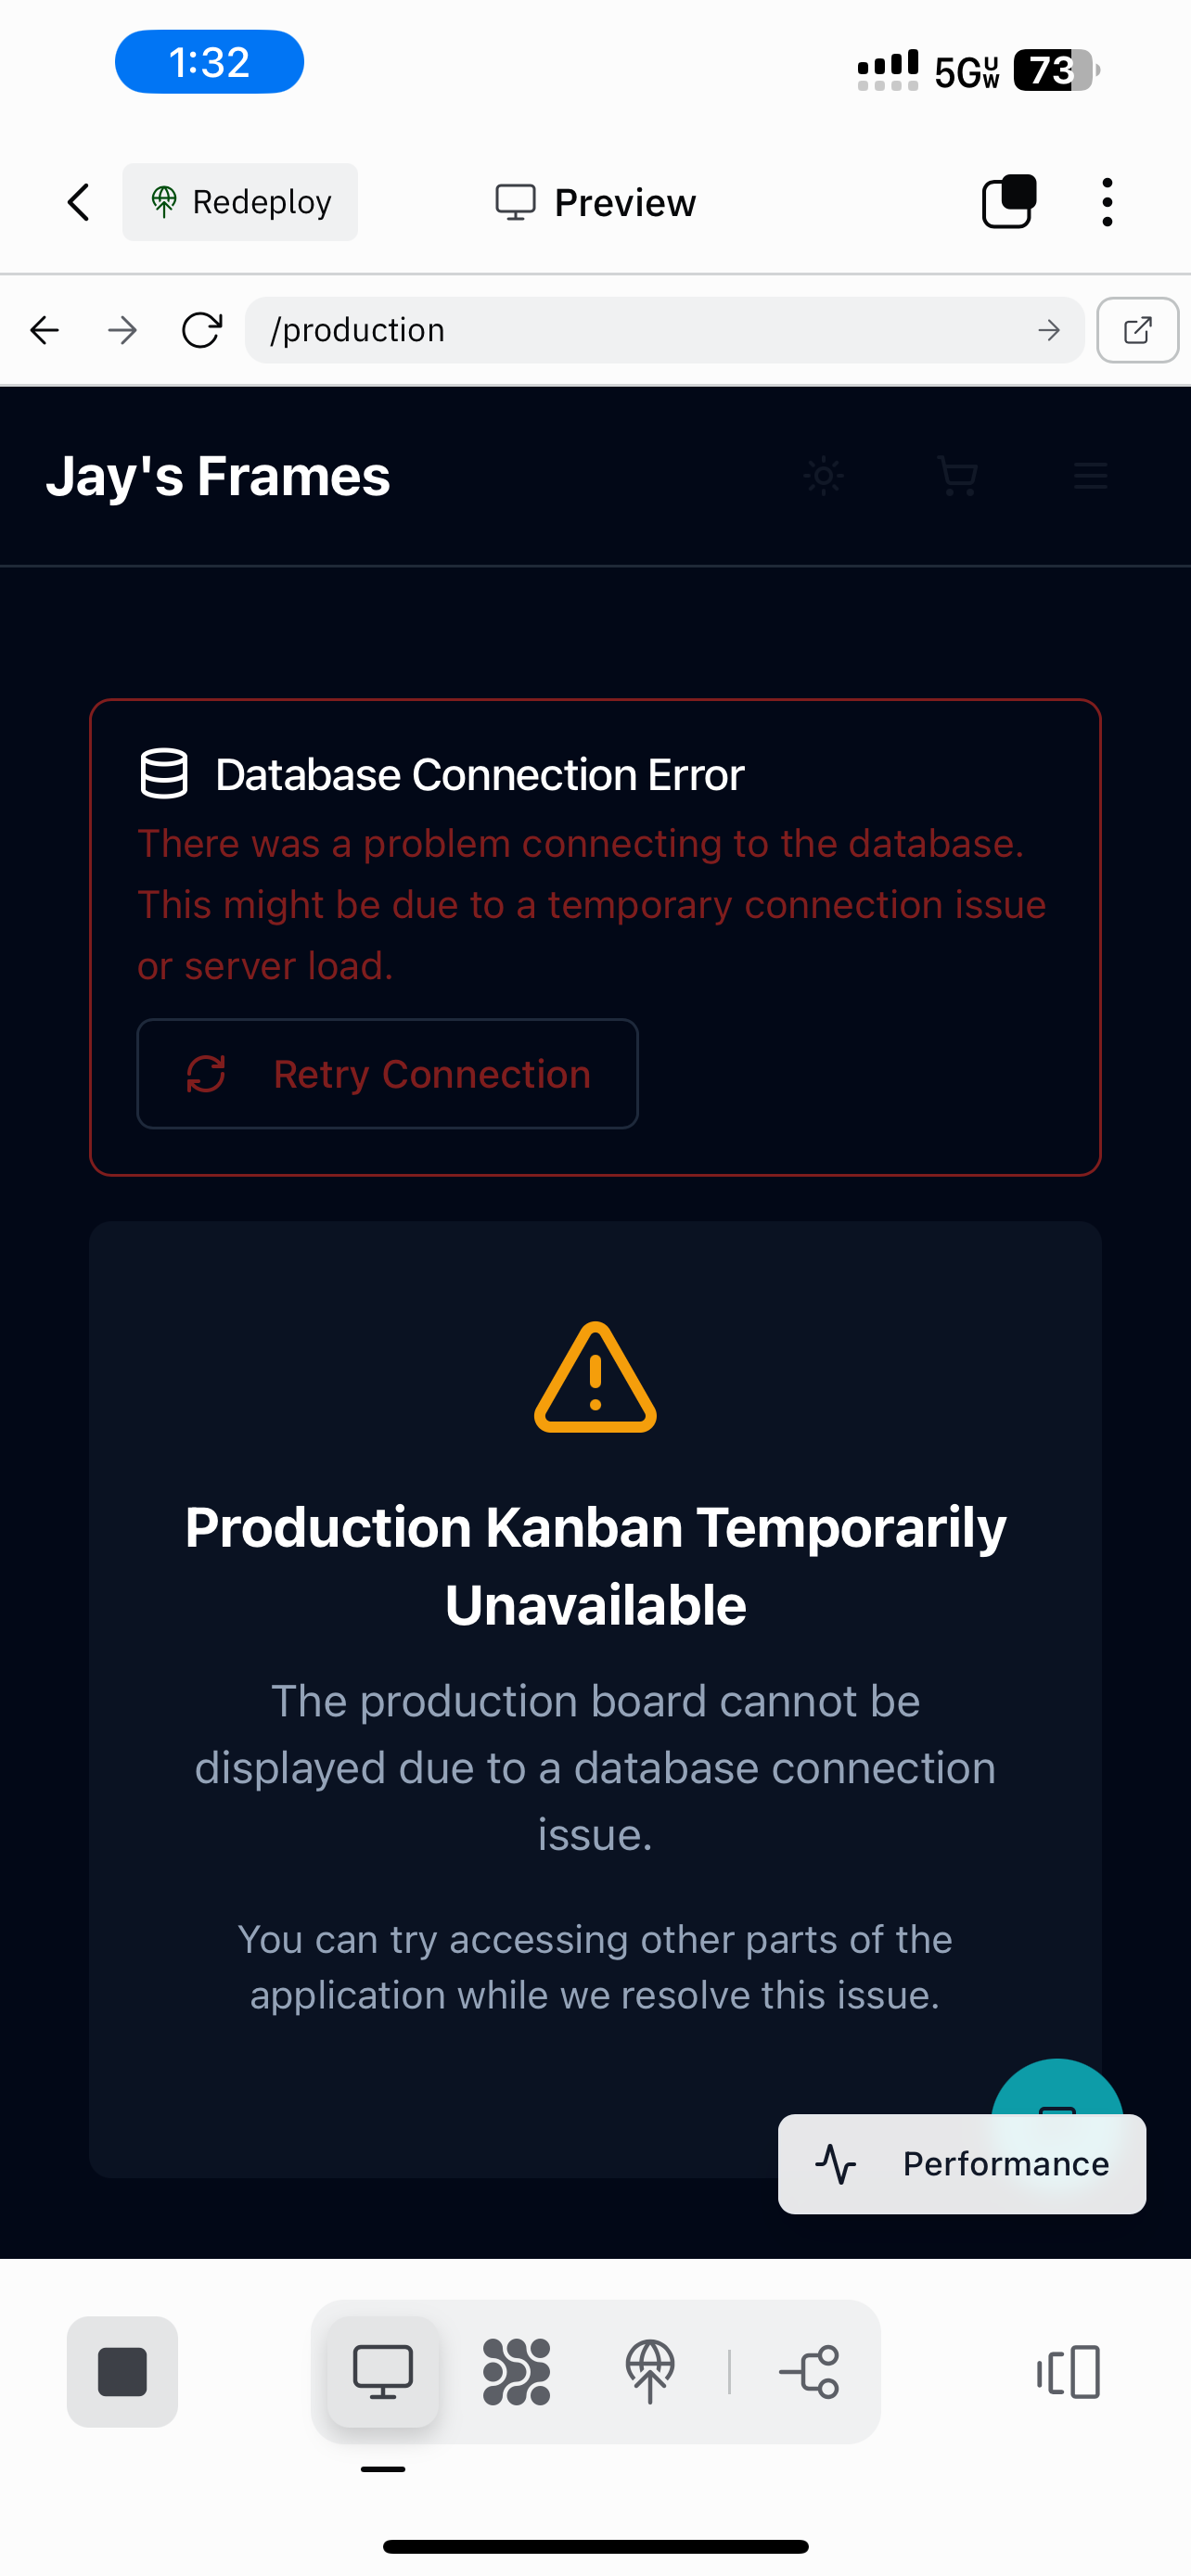 1:32
5G UW 73
Redeploy
Preview
/production
Jay's Frames
Database Connection Error
There was a problem connecting to the database.
This might be due to a temporary connection issue
or server load.
Retry Connection
Production Kanban Temporarily
Unavailable
The production board cannot be
displayed due to a database connection
issue.
You can try accessing other parts of the
application while we resolve this issue.
Performance